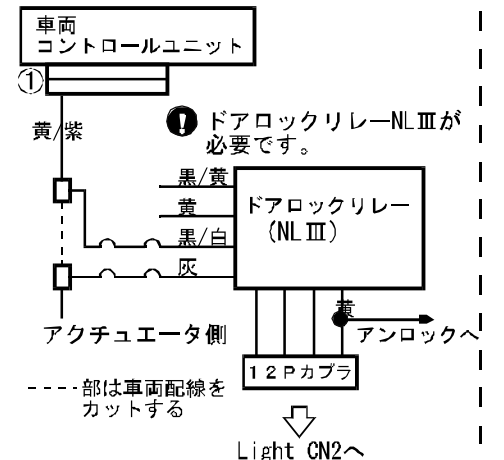 車両
コントロールユニット
①
黄/紫
! ドアロックリレーNLⅢが
必要です。
黒/黄
黄
黒/白
灰
ドアロックリレー
(NLⅢ)
黄
アクチュエータ側
アンロックへ
12Pカプラ
----部は車両配線を
カットする
Light CN2へ